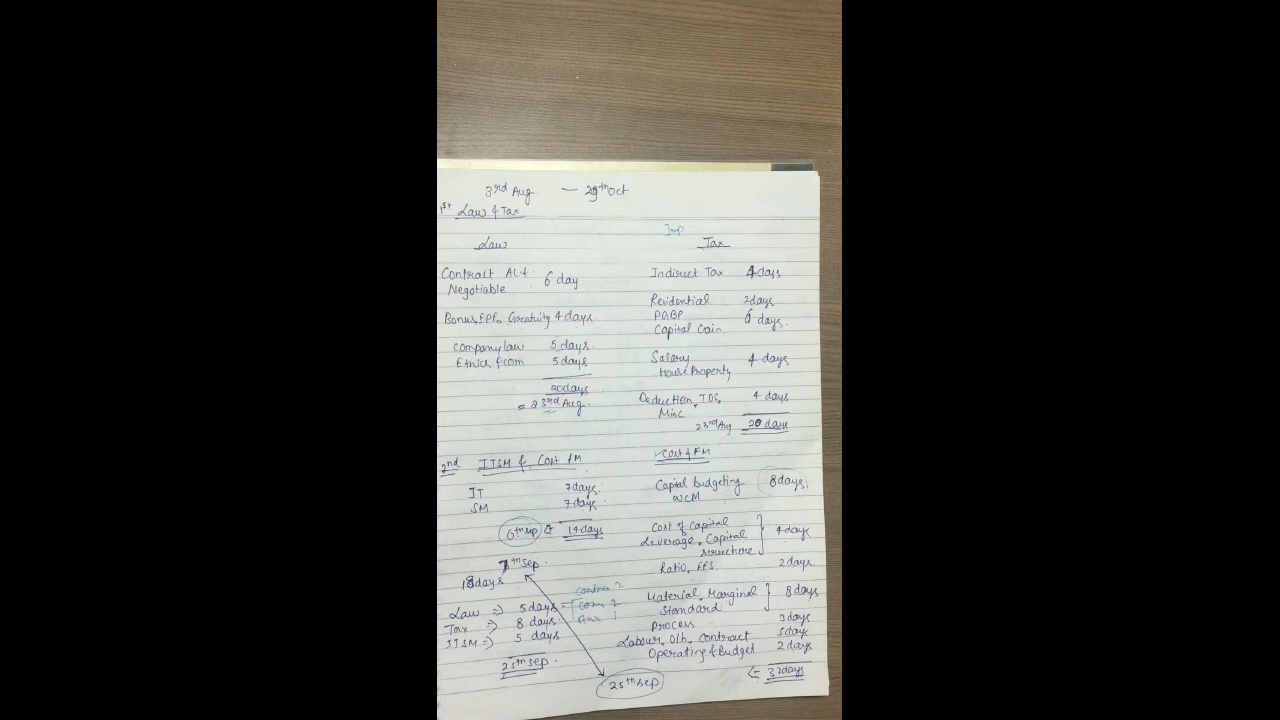 3rd Aug. — 29th Oct
1st Law & Tax
Law
Contract Act. 6 day
Negotiable
Bonus, EPF, Gratuity 4 days
Company law 5 days.
Ethics & com 5 days
20 days
= 23rd Aug.
Imp
Tax
Indirect Tax 4 days
Residential 2 days
PGBP 6 days.
Capital Gain
Salary 4 days
House Property
Deduction, TDS, 4 days
Misc
23rd Aug 20 days
2nd ITSM & Cost FM
IT 7 days.
SM 7 days.
6th Sep 14 days
7th Sep.
18 days
Law => 5 days =
Tax => 8 days
ITSM => 5 days
25th Sep.
com 2
25th Sep
Cost & FM
Capital budgeting 8 days
WCM
Cost of Capital
Leverage, Capital 4 days
structure
Ratio, FFS. 2 days
Material, Marginal 8 days
Standard
Process 3 days
Labour, O/h, Contract 5 days
Operating & Budget 2 days
32 days